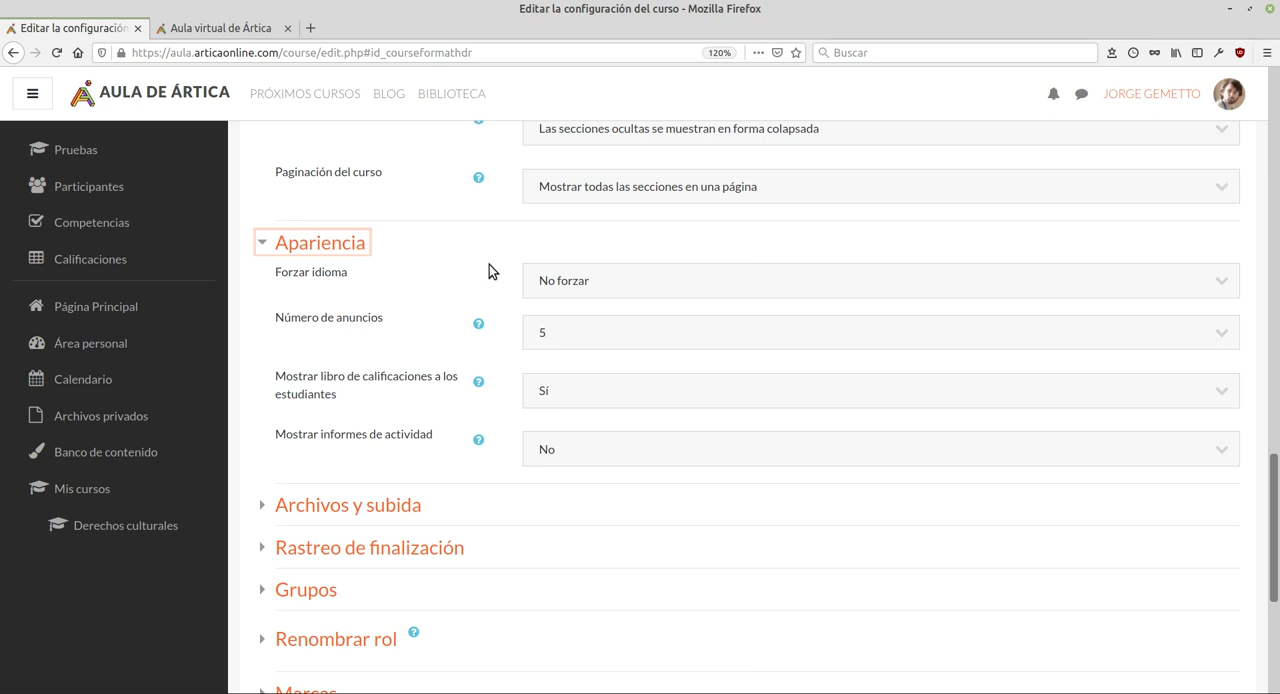 Editar la configuración del curso - Mozilla Firefox
Editar la configuración
Aula virtual de Ártica
https://aula.articaonline.com/course/edit.php#id_courseformathdr
120%
Buscar
AULA DE ÁRTICA
PRÓXIMOS CURSOS
BLOG
BIBLIOTECA
JORGE GEMETTO
Pruebas
Participantes
Competencias
Calificaciones
Página Principal
Área personal
Calendario
Archivos privados
Banco de contenido
Mis cursos
Derechos culturales
Las secciones ocultas se muestran en forma colapsada
Paginación del curso
Mostrar todas las secciones en una página
Apariencia
Forzar idioma
No forzar
Número de anuncios
5
Mostrar libro de calificaciones a los
estudiantes
Sí
Mostrar informes de actividad
No
Archivos y subida
Rastreo de finalización
Grupos
Renombrar rol
Marcas